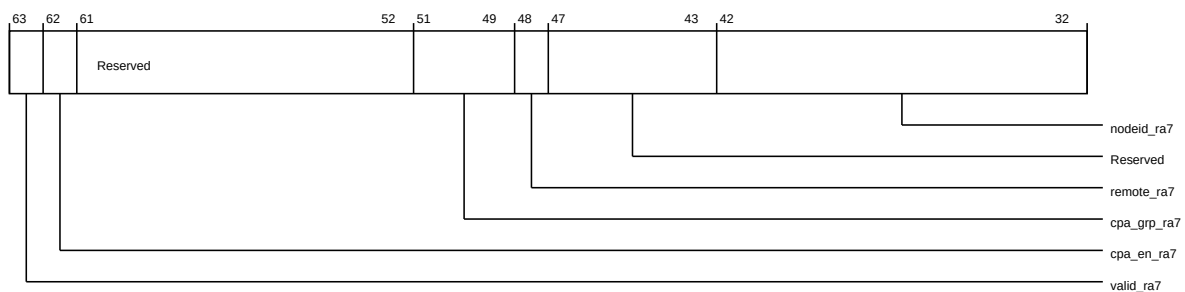 63 62 61 52 51 49 48 47 43 42 32
Reserved
nodeid_ra7
Reserved
remote_ra7
cpa_grp_ra7
cpa_en_ra7
valid_ra7